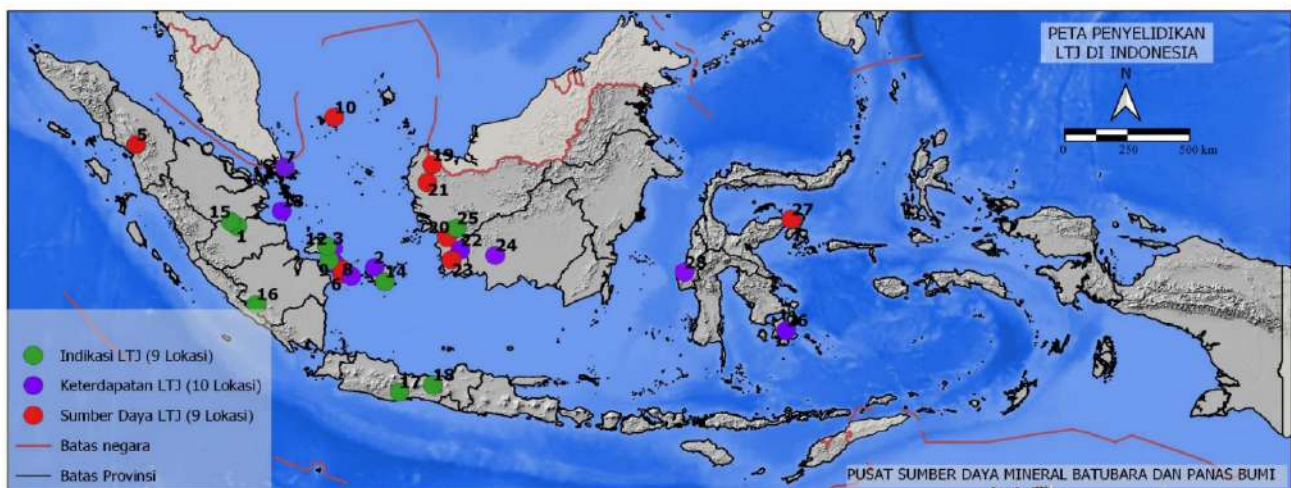 PETA PENYELIDIKAN
LTJ DI INDONESIA
N
0 250 500 km
10
5
7
19
21
15
1
25
20
22
24
23
12 3
2
9 8
6
14
16
27
28
26
17
18
Indikasi LTJ (9 Lokasi)
Keterdapatan LTJ (10 Lokasi)
Sumber Daya LTJ (9 Lokasi)
Batas negara
Batas Provinsi
PUSAT SUMBER DAYA MINERAL BATUBARA DAN PANAS BUMI